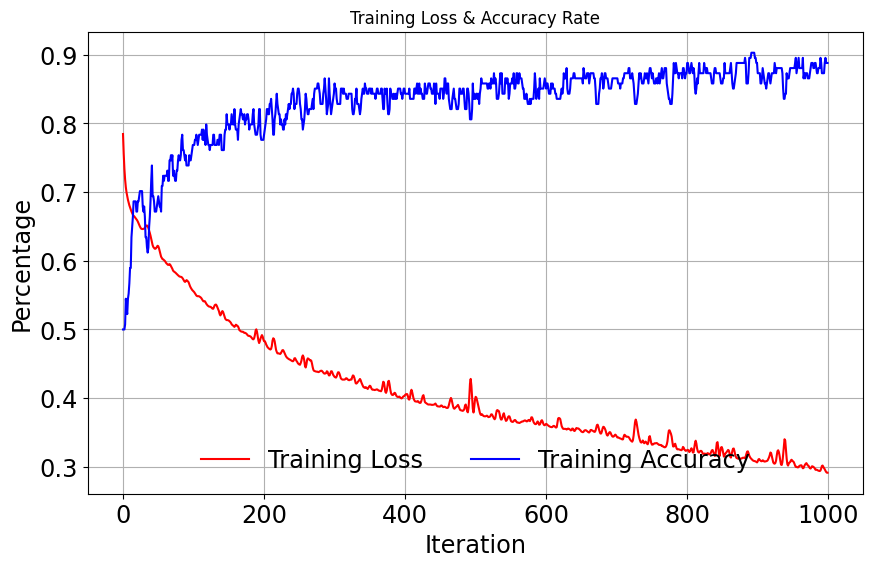 Training Loss & Accuracy Rate
Percentage
0.9
0.8
0.7
0.6
0.5
0.4
0.3
Training Loss Training Accuracy
0 200 400 600 800 1000
Iteration